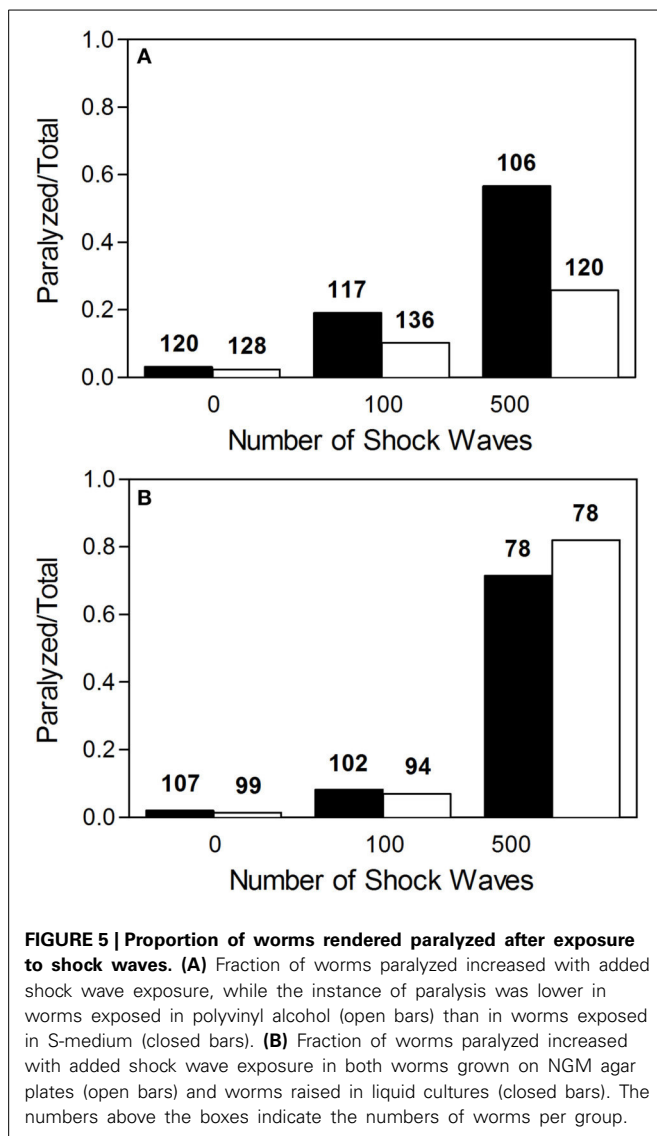 A
1.0
0.8
0.6
0.4
0.2
0.0
Paralyzed/Total
120 128 117 136 106 120
0 100 500
Number of Shock Waves
B
1.0
0.8
0.6
0.4
0.2
0.0
Paralyzed/Total
107 99 102 94 78 78
0 100 500
Number of Shock Waves
FIGURE 5 | Proportion of worms rendered paralyzed after exposure
to shock waves. (A) Fraction of worms paralyzed increased with added
shock wave exposure, while the instance of paralysis was lower in
worms exposed in polyvinyl alcohol (open bars) than in worms exposed
in S-medium (closed bars). (B) Fraction of worms paralyzed increased
with added shock wave exposure in both worms grown on NGM agar
plates (open bars) and worms raised in liquid cultures (closed bars). The
numbers above the boxes indicate the numbers of worms per group.